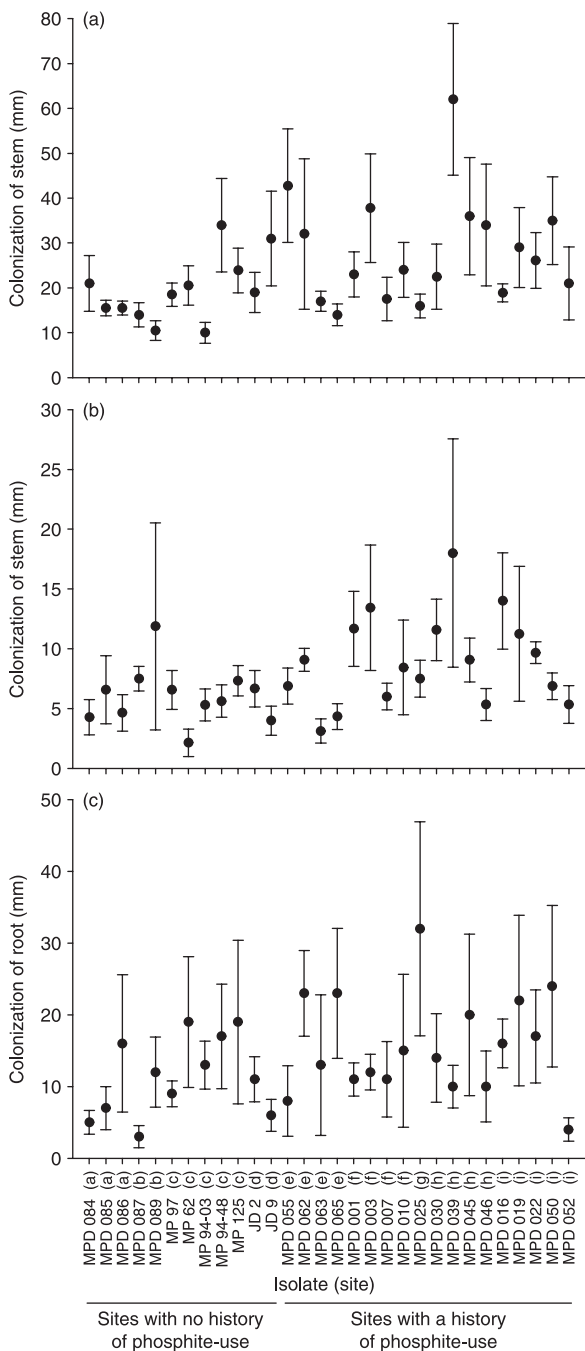 (a)
Colonization of stem (mm)
80
70
60
50
40
30
20
10
0
(b)
Colonization of stem (mm)
30
25
20
15
10
5
0
(c)
Colonization of root (mm)
50
40
30
20
10
0
MPD 084 (a)
MPD 085 (a)
MPD 086 (a)
MPD 087 (b)
MPD 089 (b)
MP 97 (c)
MP 62 (c)
MP 94-03 (c)
MP 94-48 (c)
MP 125 (c)
JD 2 (d)
JD 9 (d)
MPD 055 (e)
MPD 062 (e)
MPD 063 (e)
MPD 065 (e)
MPD 001 (f)
MPD 003 (f)
MPD 007 (f)
MPD 010 (f)
MPD 025 (g)
MPD 030 (h)
MPD 039 (h)
MPD 045 (h)
MPD 046 (h)
MPD 016 (i)
MPD 019 (i)
MPD 022 (i)
MPD 050 (i)
MPD 052 (i)
Isolate (site)
Sites with no history
of phosphite-use
Sites with a history
of phosphite-use